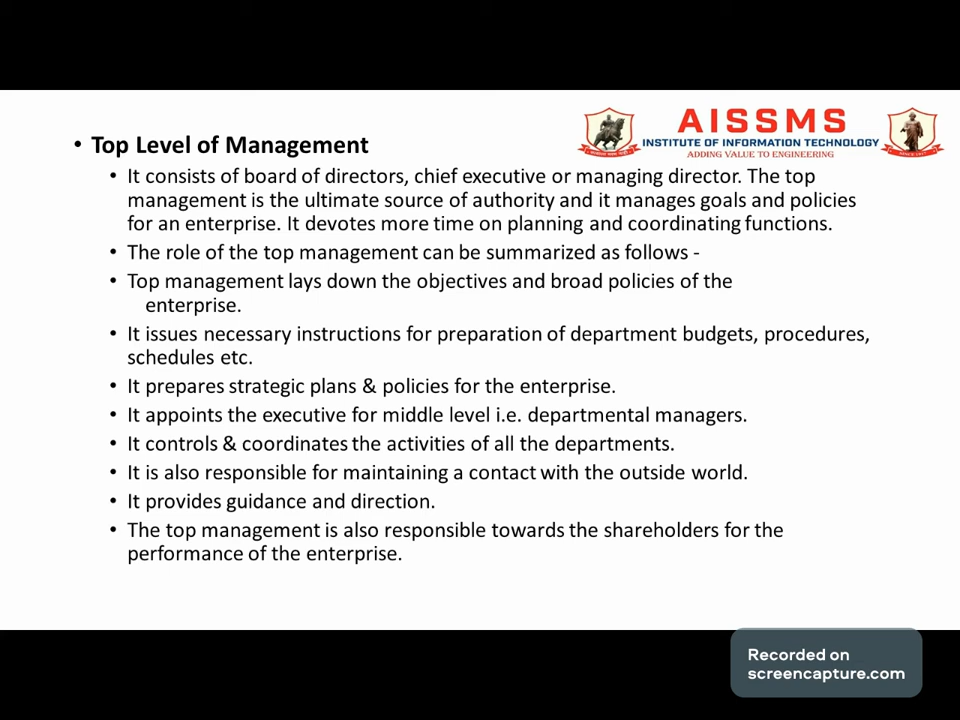 • Top Level of Management
AISSMS
INSTITUTE OF INFORMATION TECHNOLOGY
ADDING VALUE TO ENGINEERING
• It consists of board of directors, chief executive or managing director. The top
management is the ultimate source of authority and it manages goals and policies
for an enterprise. It devotes more time on planning and coordinating functions.
• The role of the top management can be summarized as follows -
• Top management lays down the objectives and broad policies of the
enterprise.
• It issues necessary instructions for preparation of department budgets, procedures,
schedules etc.
• It prepares strategic plans & policies for the enterprise.
• It appoints the executive for middle level i.e. departmental managers.
• It controls & coordinates the activities of all the departments.
• It is also responsible for maintaining a contact with the outside world.
• It provides guidance and direction.
• The top management is also responsible towards the shareholders for the
performance of the enterprise.
Recorded on
screencapture.com